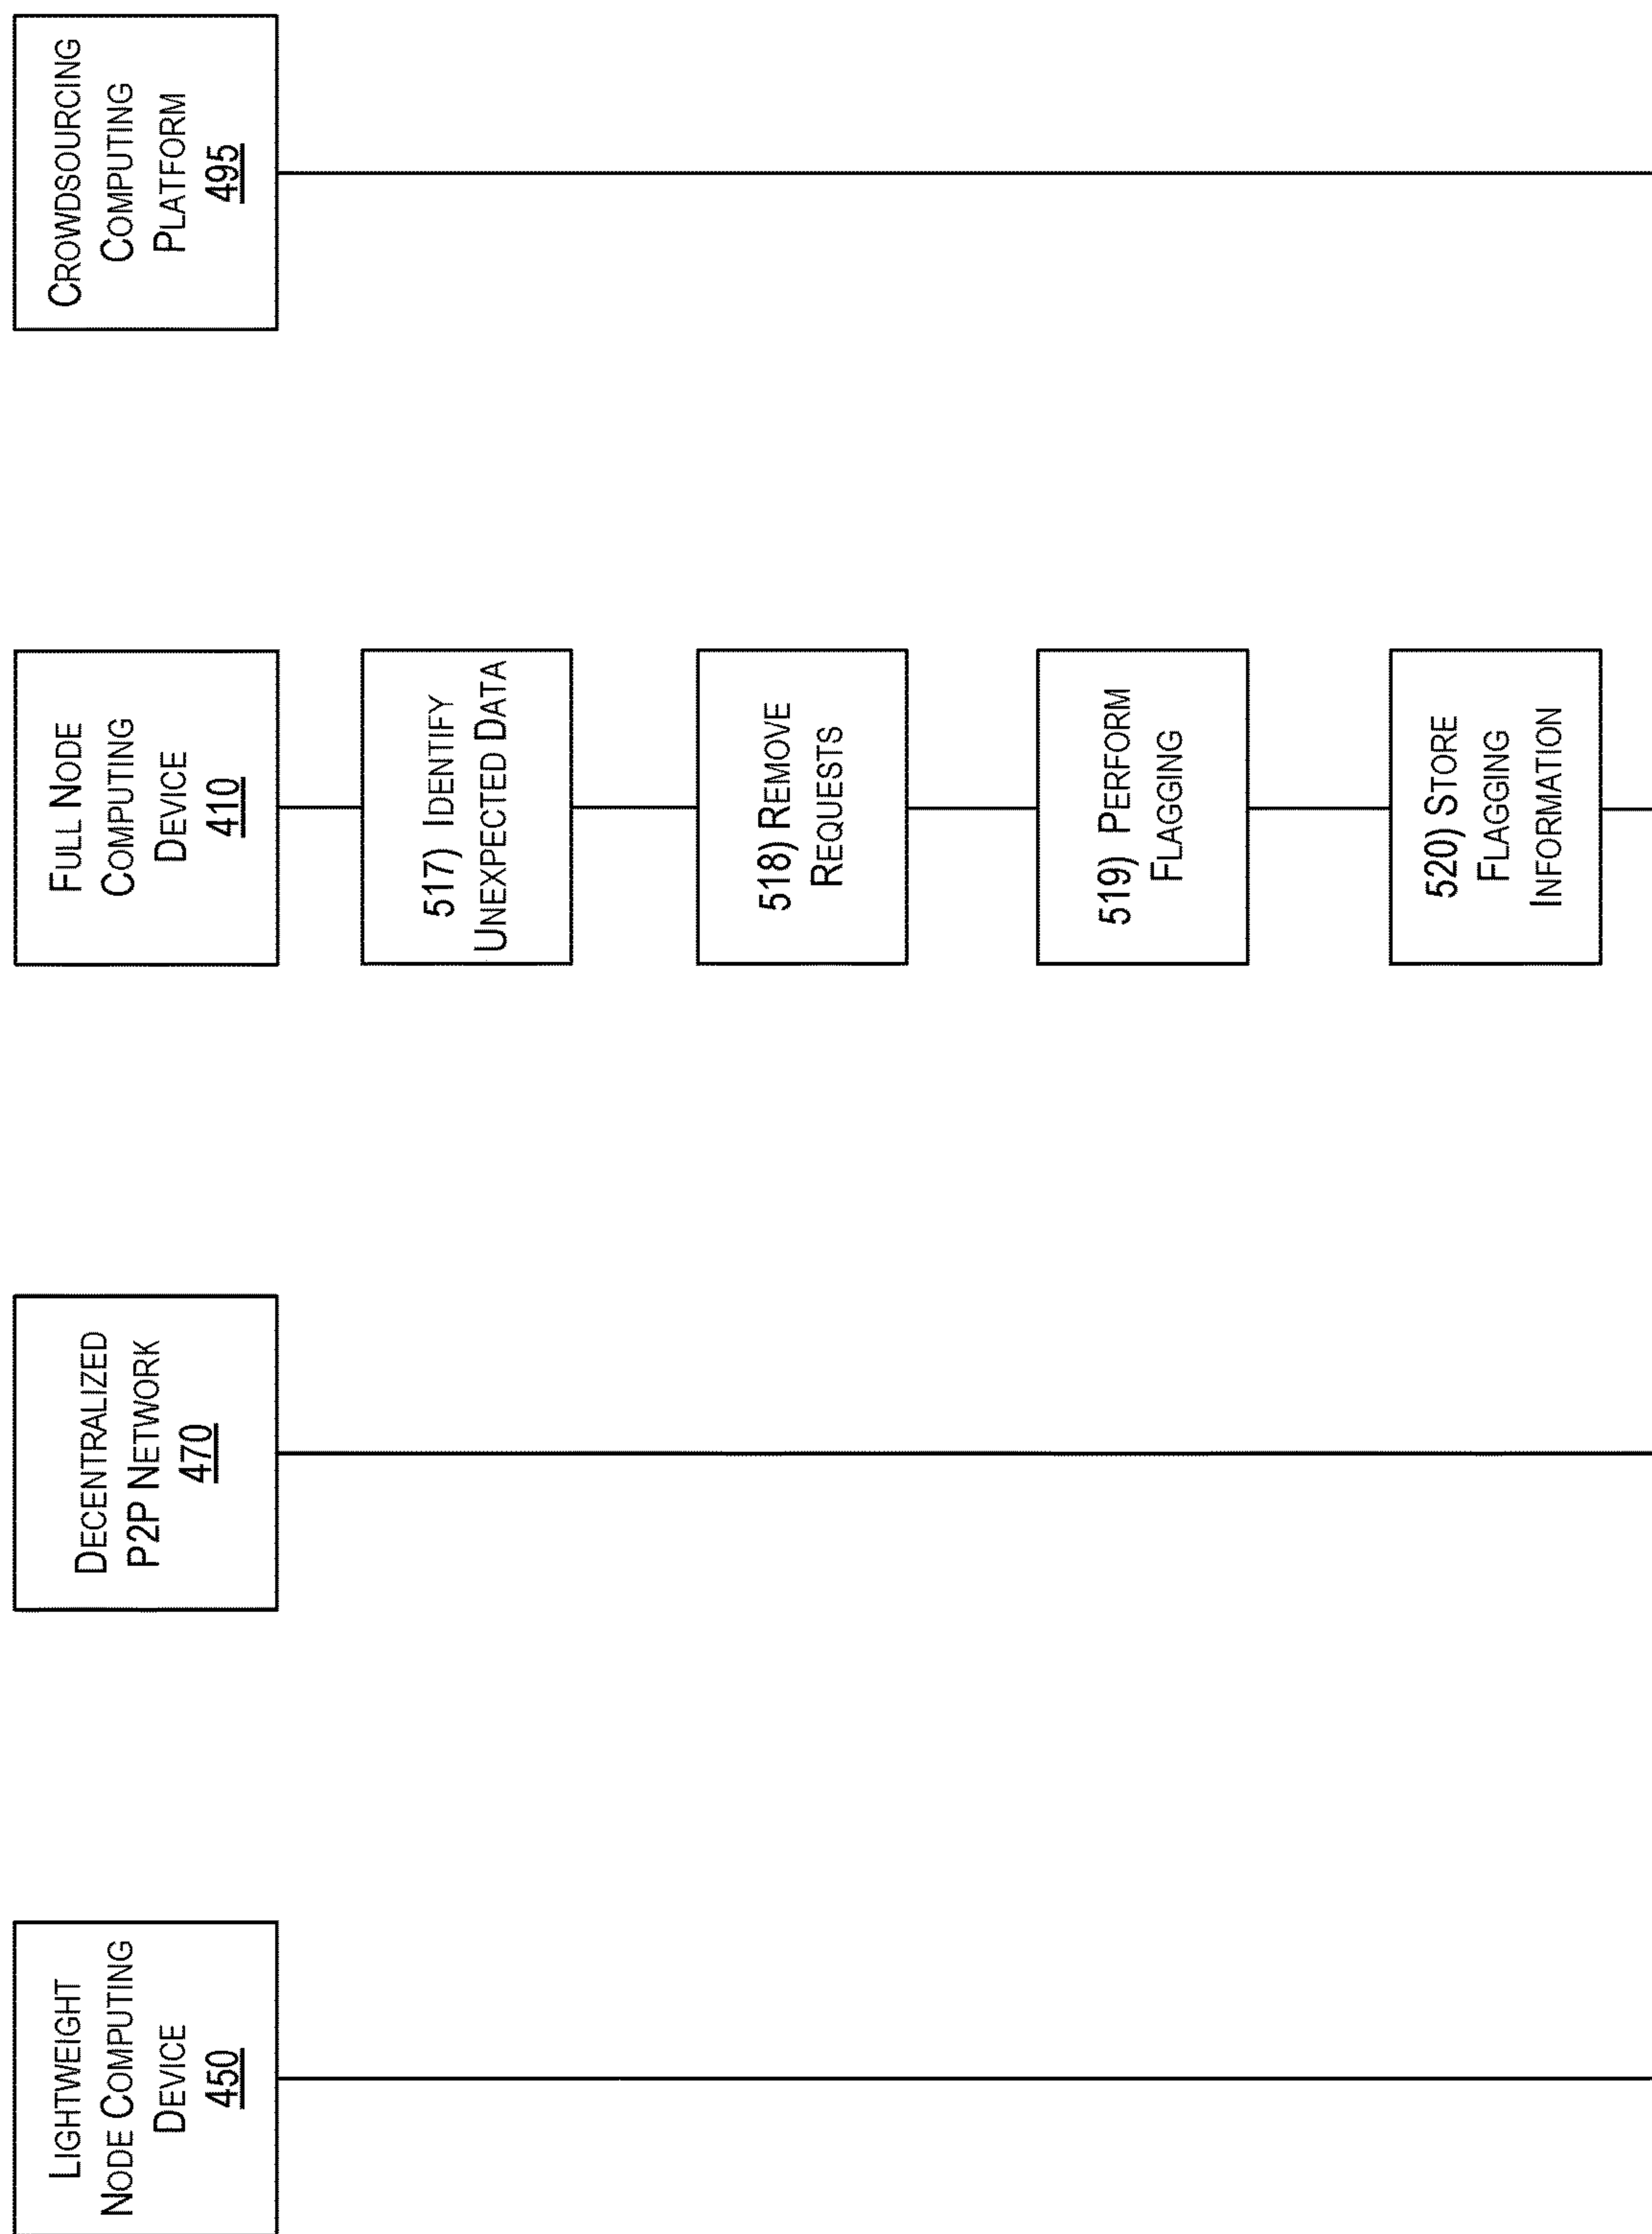 LIGHTWEIGHT
NODE COMPUTING
DEVICE
450
DECENTRALIZED
P2P NETWORK
470
FULL NODE
COMPUTING
DEVICE
410
CROWDSOURCING
COMPUTING
PLATFORM
495
517) IDENTIFY
UNEXPECTED DATA
518) REMOVE
REQUESTS
519) PERFORM
FLAGGING
520) STORE
FLAGGING
INFORMATION